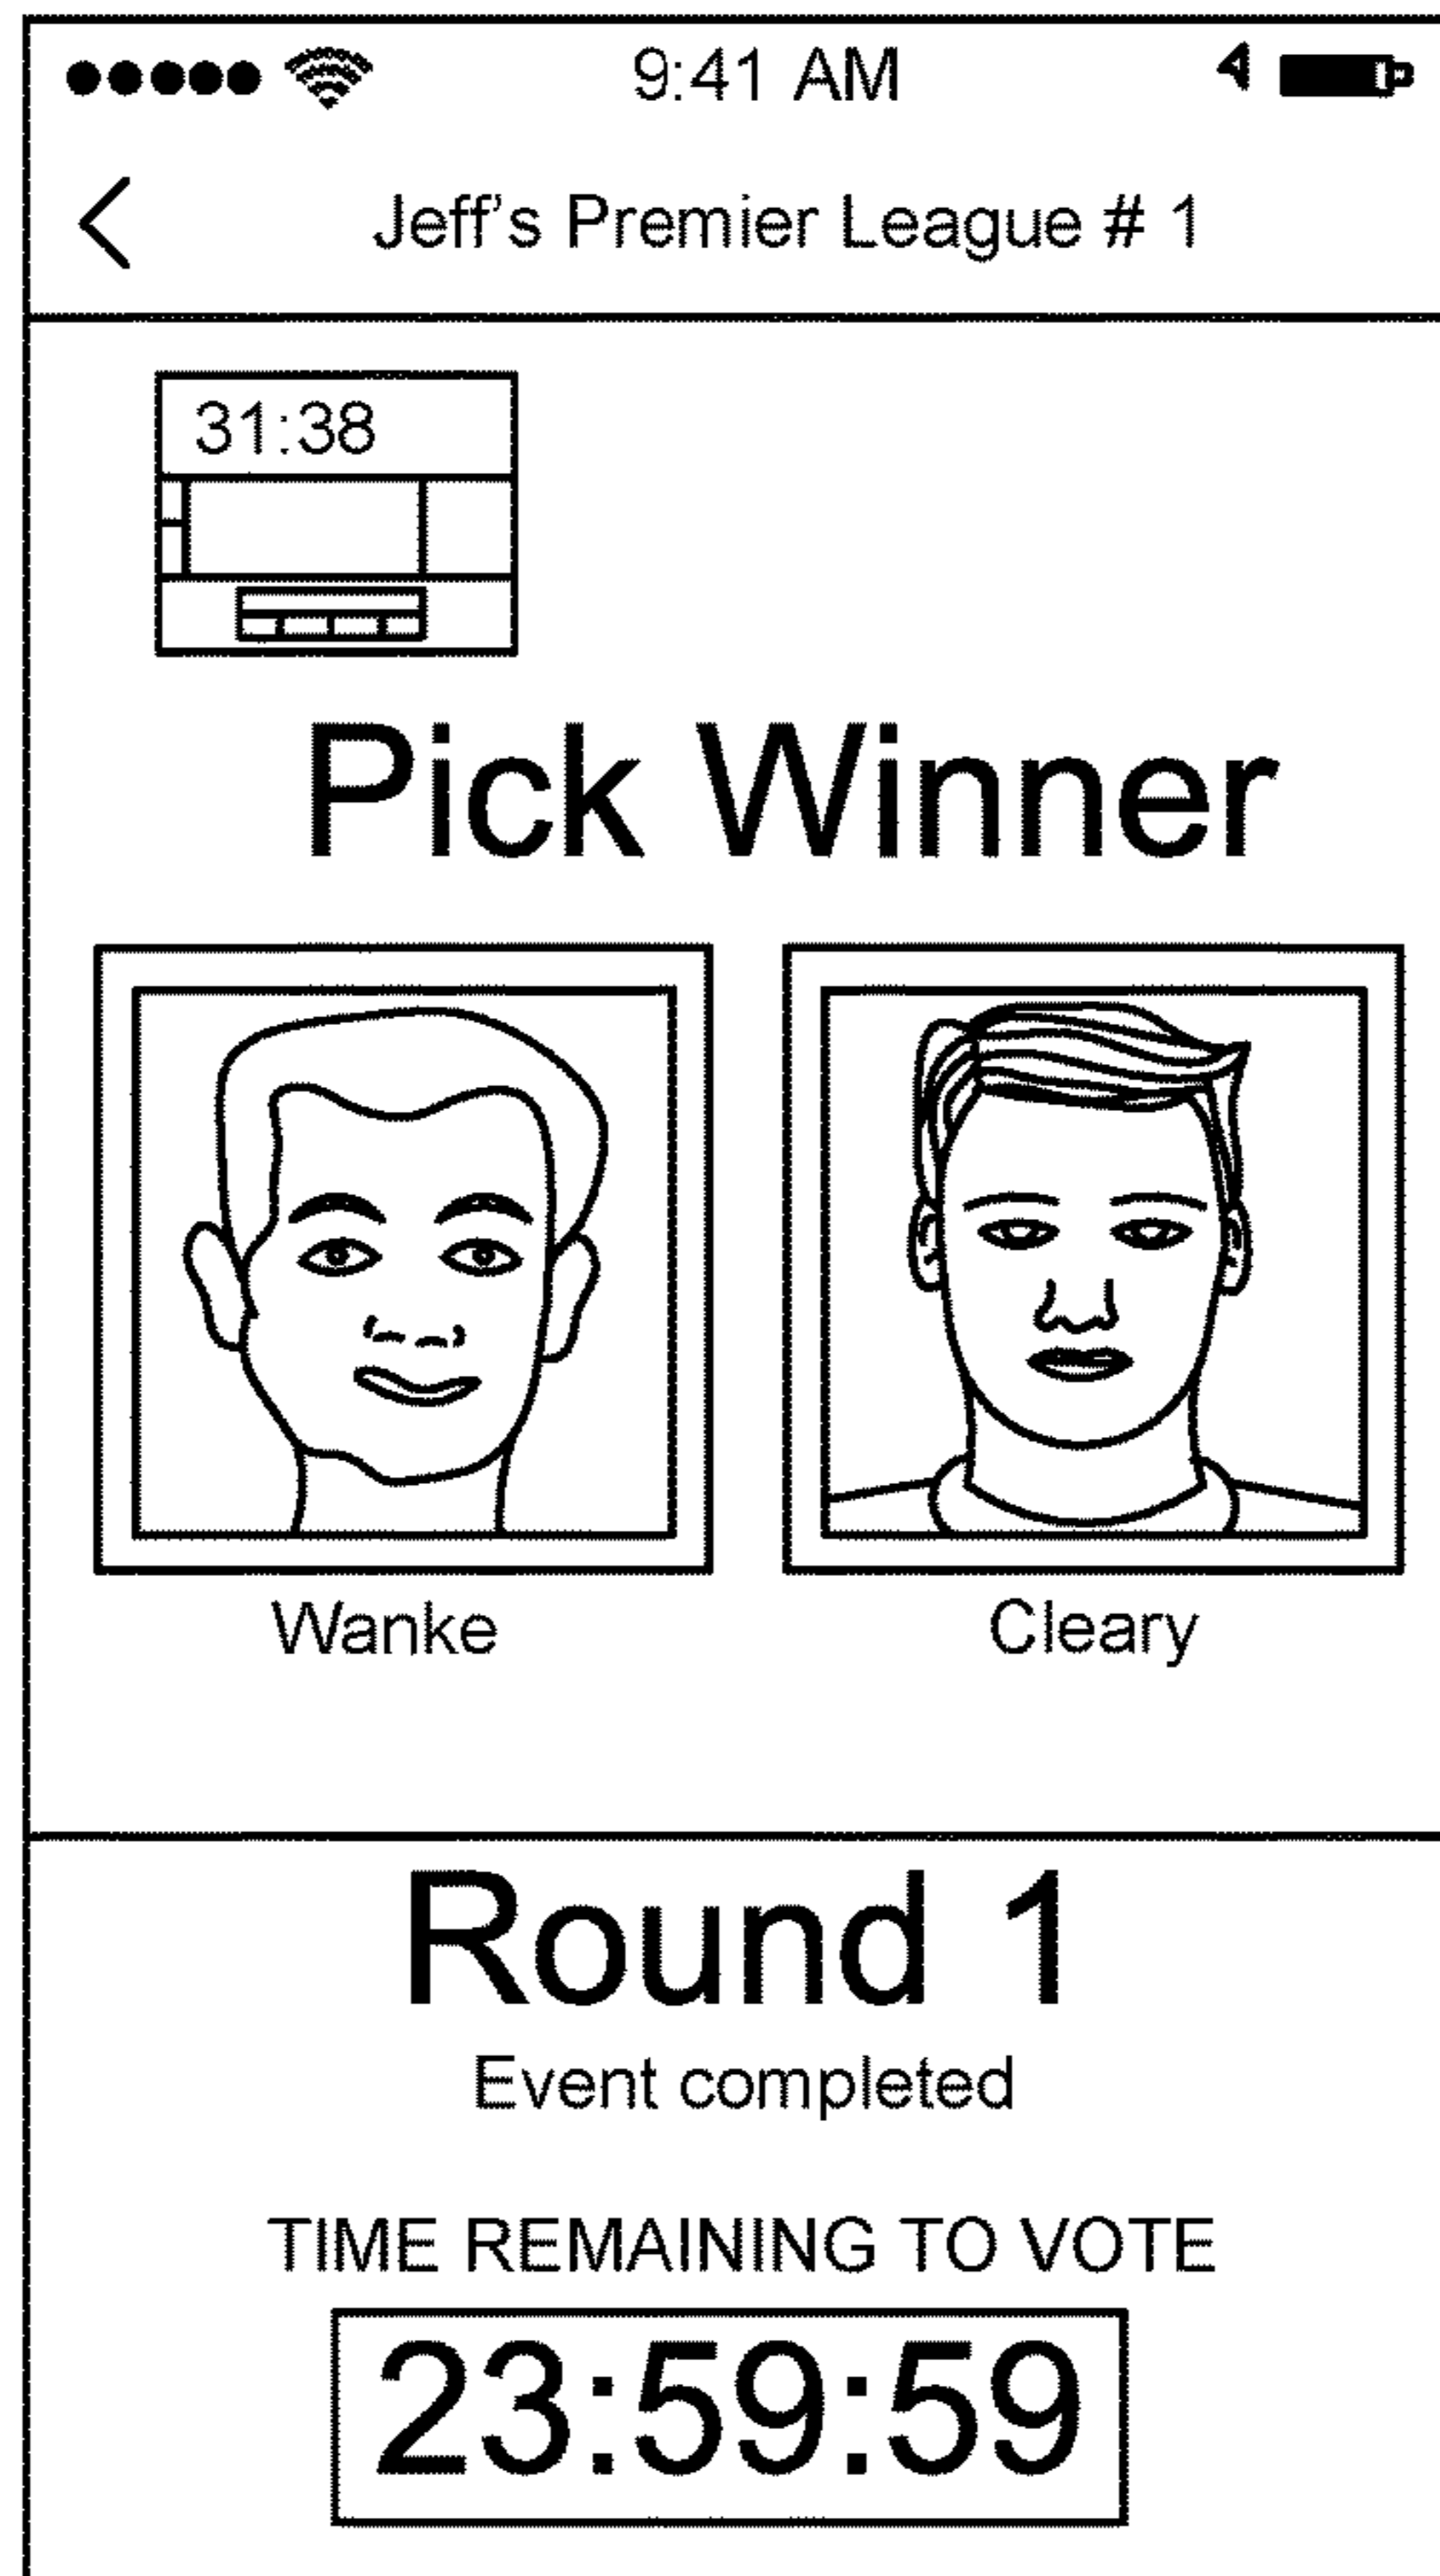 9:41 AM
Jeff's Premier League # 1
31:38
Pick Winner
Wanke
Cleary
Round 1
Event completed
TIME REMAINING TO VOTE
23:59:59